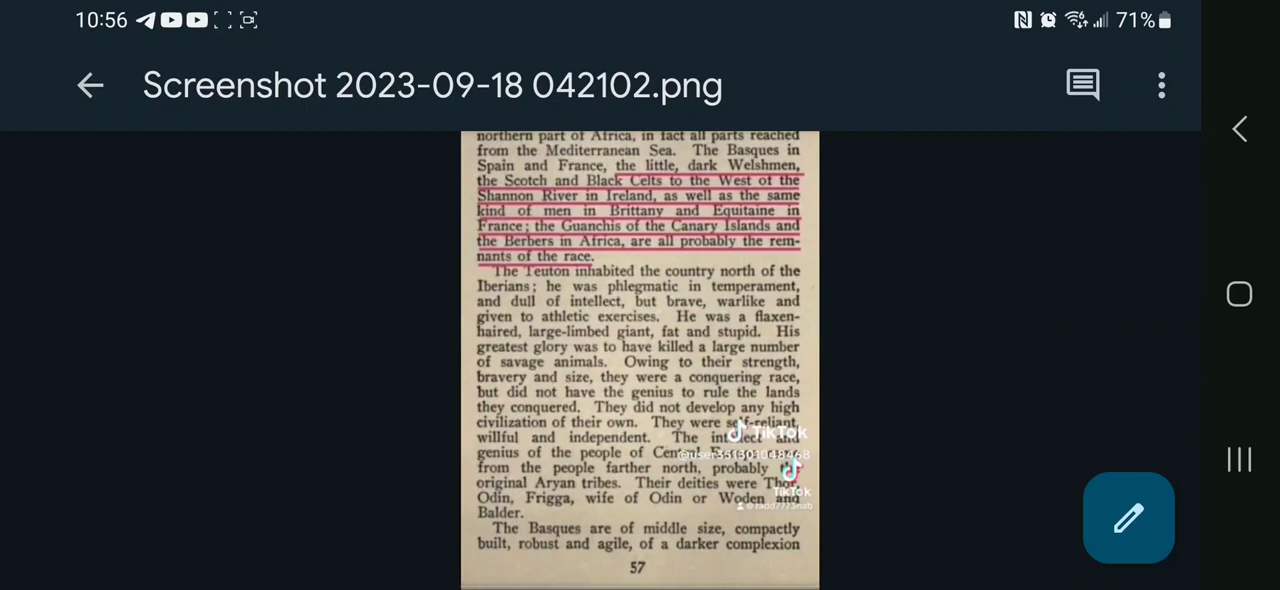 10:56
71%
Screenshot 2023-09-18 042102.png
northern part of Africa, in fact all parts reached
from the Mediterranean Sea. The Basques in
Spain and France, the little, dark Welshmen,
the Scotch and Black Celts to the West of the
Shannon River in Ireland, as well as the same
kind of men in Brittany and Equitaine in
France; the Guanchis of the Canary Islands and
the Berbers in Africa, are all probably the rem-
nants of the race.
The Teuton inhabited the country north of the
Iberians; he was phlegmatic in temperament,
and dull of intellect, but brave, warlike and
given to athletic exercises. He was a flaxen-
haired, large-limbed giant, fat and stupid. His
greatest glory was to have killed a large number
of savage animals. Owing to their strength,
bravery and size, they were a conquering race,
but did not have the genius to rule the lands
they conquered. They did not develop any high
civilization of their own. They were self-reliant,
willful and independent. The intellect and
TikTok
genius of the people of
from the people farther north, probably the
original Aryan tribes. Their deities were Thor,
TikTok
Odin, Frigga, wife of Odin or Woden and
Balder.
The Basques are of middle size, compactly
built, robust and agile, of a darker complexion
57